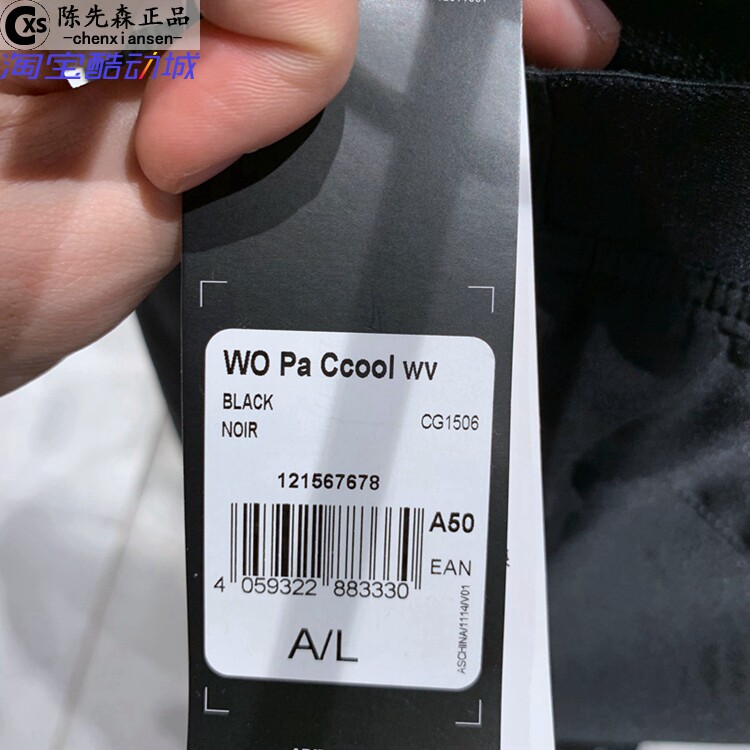 CXS 陈先森正品
-chenxiansen-
淘宝酷动城
WO Pa Ccool wv
BLACK
NOIR
CG1506
121567678
A50
EAN
4 059322 883330
A/L
ASCHINA/1114/V01